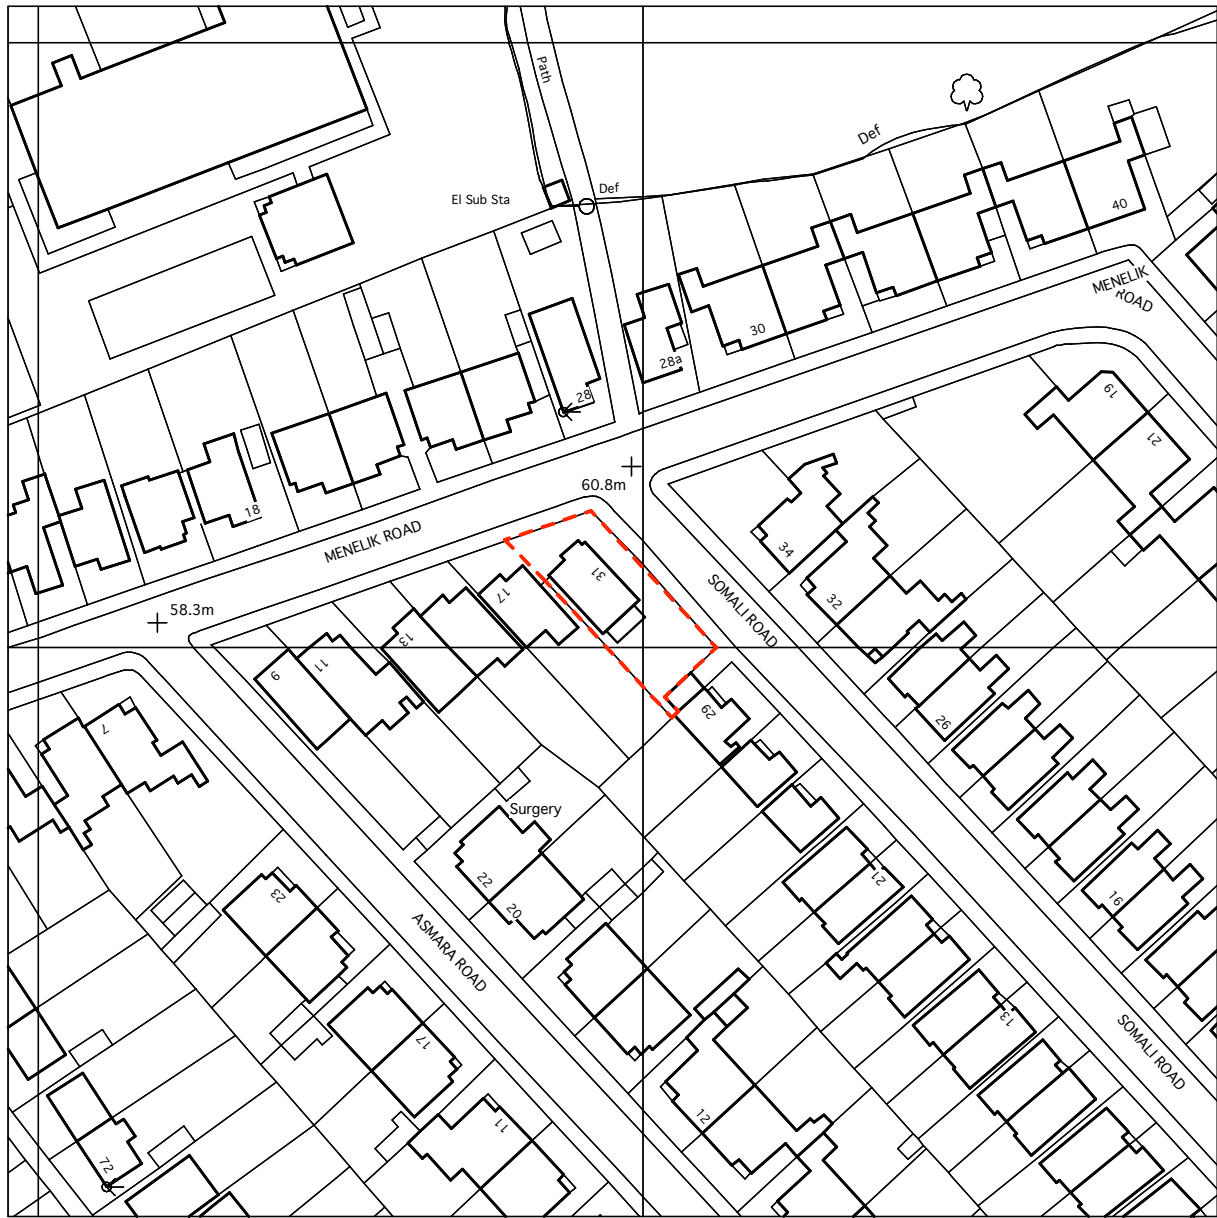 Path
Def
El Sub Sta
Def
40
MENELIK
ROAD
30
28a
28
19
21
60.8m
18
MENELIK ROAD
34
31
17
SOMALI ROAD
32
58.3m
13
11
9
29
26
7
Surgery
22
20
21
16
23
ASMARA ROAD
17
13
SOMALI ROAD
12
11
72